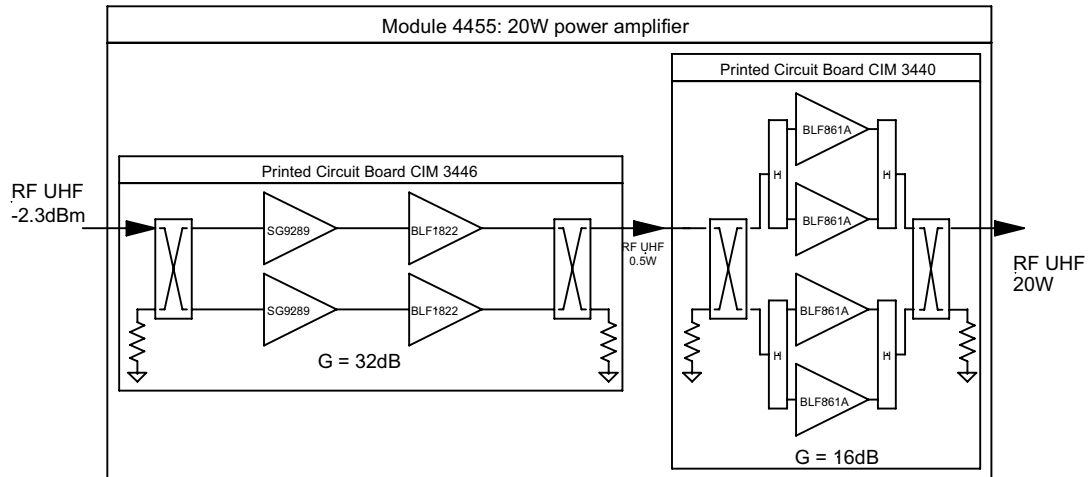 Module 4455: 20W power amplifier
Printed Circuit Board CIM 3440
BLF861A
H
H
BLF861A
Printed Circuit Board CIM 3446
RF UHF
-2.3dBm
SG9289
BLF1822
RF UHF
0.5W
RF UHF
20W
SG9289
BLF1822
BLF861A
H
H
BLF861A
G = 32dB
G = 16dB